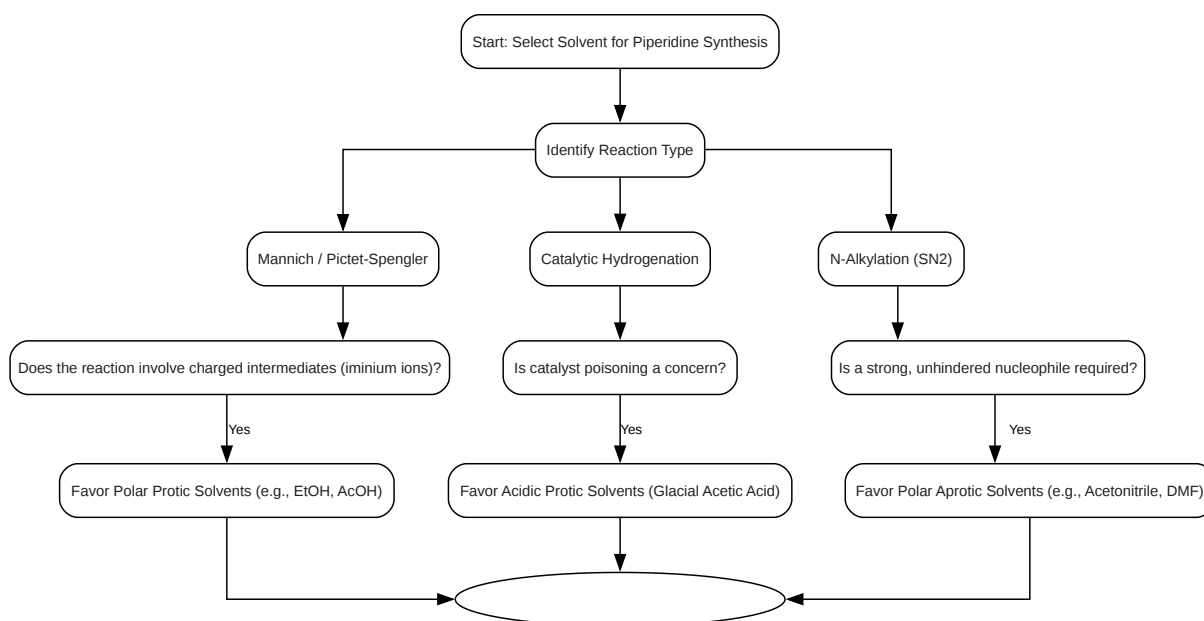 Start: Select Solvent for Piperidine Synthesis
Identify Reaction Type
Mannich / Pictet-Spengler
Catalytic Hydrogenation
N-Alkylation (SN2)
Does the reaction involve charged intermediates (iminium ions)?
Is catalyst poisoning a concern?
Is a strong, unhindered nucleophile required?
Yes
Yes
Yes
Favor Polar Protic Solvents (e.g., EtOH, AcOH)
Favor Acidic Protic Solvents (Glacial Acetic Acid)
Favor Polar Aprotic Solvents (e.g., Acetonitrile, DMF)